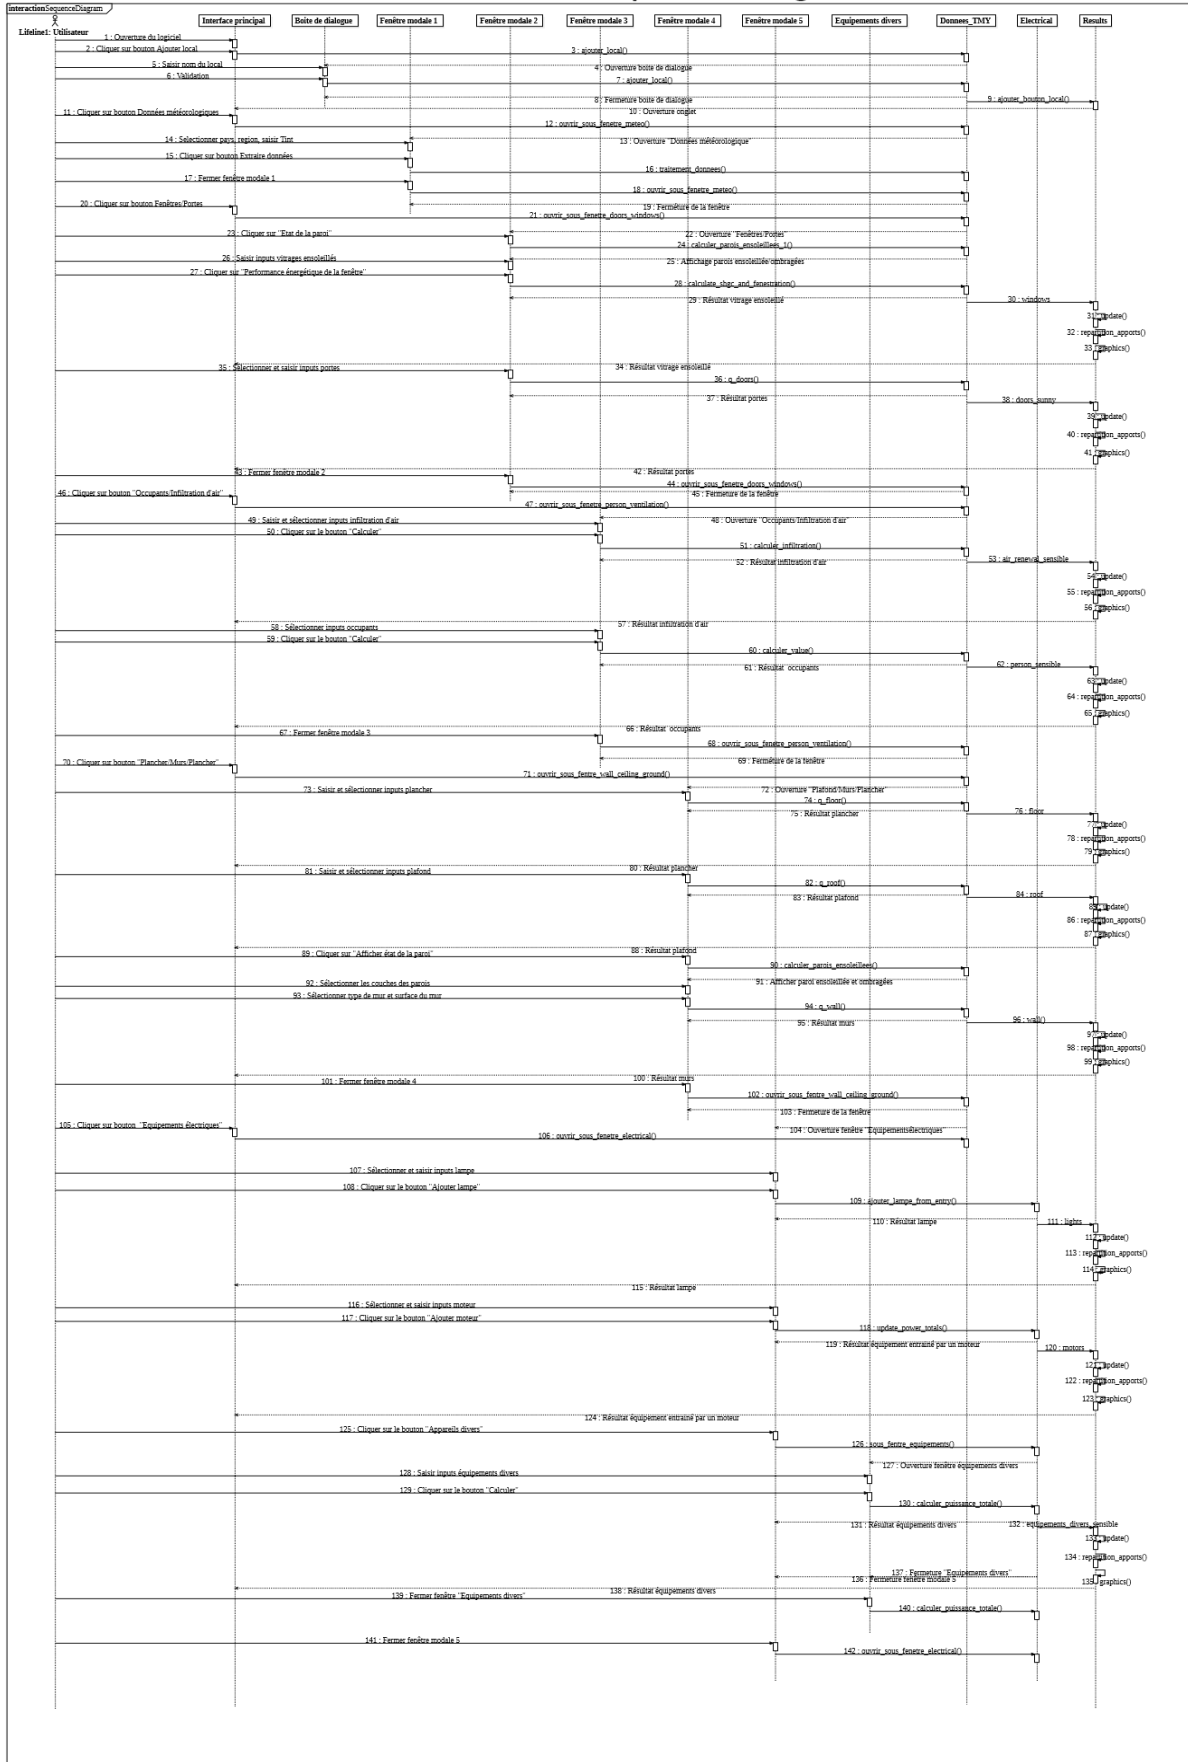 interactionSequenceDiagram
Lifeline1: Utilisateur
Interface principal
Boite de dialogue
Fenêtre modale 1
Fenêtre modale 2
Fenêtre modale 3
Fenêtre modale 4
Fenêtre modale 5
Equipements divers
Donnees_TMY
Electrical
Results
1 : Ouverture du logiciel
2 : Cliquer sur bouton Ajouter local
3 : ajouter_local()
4 : Ouverture boite de dialogue
5 : Saisir nom du local
6 : Validation
7 : ajouter_local()
8 : Fermeture boite de dialogue
9 : ajouter_bouton_local()
10 : Ouverture onglet
11 : Cliquer sur bouton Données météorologiques
12 : ouvrir_sous_fenetre_meteo()
13 : Ouverture "Données météorologique"
14 : Selectionner pays, region, saisir Tint
15 : Cliquer sur bouton Extraire données
16 : traitement_donnees()
17 : Fermer fenêtre modale 1
18 : ouvrir_sous_fenetre_meteo()
19 : Ferméture de la fenêtre
20 : Cliquer sur bouton Fenêtres/Portes
21 : ouvrir_sous_fenetre_doors_windows()
22 : Ouverture "Fenêtres/Portes"
23 : Cliquer sur "Etat de la paroi"
24 : calculer_parois_ensoleillees_1()
25 : Affichage parois ensoleillée/ombragées
26 : Saisir inputs vitrages ensoleillés
27 : Cliquer sur "Performance énergétique de la fenêtre"
28 : calculate_shgc_and_fenestration()
29 : Résultat vitrage ensoleillé
30 : windows
31 : update()
32 : repartition_apports()
33 : graphics()
34 : Résultat vitrage ensoleillé
35 : Sélectionner et saisir inputs portes
36 : q_doors()
37 : Résultat portes
38 : doors_sunny
39 : update()
40 : repartition_apports()
41 : graphics()
42 : Résultat portes
43 : Fermer fenêtre modale 2
44 : ouvrir_sous_fenetre_doors_windows()
45 : Fermeture de la fenêtre
46 : Cliquer sur bouton "Occupants/Infiltration d'air"
47 : ouvrir_sous_fenetre_person_ventilation()
48 : Ouverture "Occupants/Infiltration d'air"
49 : Saisir et sélectionner inputs infiltration d'air
50 : Cliquer sur le bouton "Calculer"
51 : calculer_infiltration()
52 : Résultat infiltration d'air
53 : air_renewal_sensible
54 : update()
55 : repartition_apports()
56 : graphics()
57 : Résultat infiltration d'air
58 : Sélectionner inputs occupants
59 : Cliquer sur le bouton "Calculer"
60 : calculer_value()
61 : Résultat occupants
62 : person_sensible
63 : update()
64 : repartition_apports()
65 : graphics()
66 : Résultat occupants
67 : Fermer fenêtre modale 3
68 : ouvrir_sous_fenetre_person_ventilation()
69 : Ferméture de la fenêtre
70 : Cliquer sur bouton "Plancher/Murs/Plancher"
71 : ouvrir_sous_fentre_wall_ceiling_ground()
72 : Ouverture "Plafond/Murs/Plancher"
73 : Saisir et sélectionner inputs plancher
74 : q_floor()
75 : Résultat plancher
76 : floor
77 : update()
78 : repartition_apports()
79 : graphics()
80 : Résultat plancher
81 : Saisir et sélectionner inputs plafond
82 : q_roof()
83 : Résultat plafond
84 : roof
85 : update()
86 : repartition_apports()
87 : graphics()
88 : Résultat plafond
89 : Cliquer sur "Afficher état de la paroi"
90 : calculer_parois_ensoleillees()
91 : Afficher paroi ensoleillée et ombragées
92 : Sélectionner les couches des parois
93 : Sélectionner type de mur et surface du mur
94 : q_wall()
95 : Résultat murs
96 : wall()
97 : update()
98 : repartition_apports()
99 : graphics()
100 : Résultat murs
101 : Fermer fenêtre modale 4
102 : ouvrir_sous_fentre_wall_ceiling_ground()
103 : Fermeture de la fenêtre
104 : Ouverture fenêtre "Equipementsélectriques"
105 : Cliquer sur bouton "Equipements électriques"
106 : ouvrir_sous_fenetre_electrical()
107 : Sélectionner et saisir inputs lampe
108 : Cliquer sur le bouton "Ajouter lampe"
109 : ajouter_lampe_from_entry()
110 : Résultat lampe
111 : lights
112 : update()
113 : repartition_apports()
114 : graphics()
115 : Résultat lampe
116 : Sélectionner et saisir inputs moteur
117 : Cliquer sur le bouton "Ajouter moteur"
118 : update_power_totals()
119 : Résultat équipement entrainé par un moteur
120 : motors
121 : update()
122 : repartition_apports()
123 : graphics()
124 : Résultat équipement entrainé par un moteur
125 : Cliquer sur le bouton "Appareils divers"
126 : sous_fentre_equipements()
127 : Ouverture fenêtre équipements divers
128 : Saisir inputs équipements divers
129 : Cliquer sur le bouton "Calculer"
130 : calculer_puissance_totale()
131 : Résultat équipements divers
132 : equipements_divers_sensible
133 : update()
134 : repartition_apports()
135 : graphics()
136 : Fermeture fenêtre modale 5
137 : Fermeture "Equipements divers"
138 : Résultat équipements divers
139 : Fermer fenêtre "Equipements divers"
140 : calculer_puissance_totale()
141 : Fermer fenêtre modale 5
142 : ouvrir_sous_fenetre_electrical()